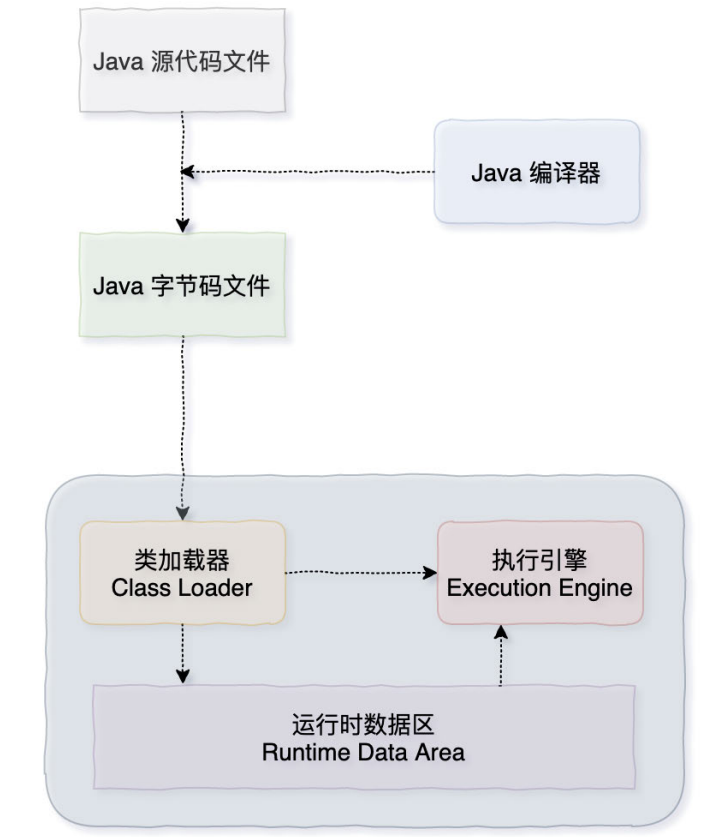 Java 源代码文件
Java 编译器
Java 字节码文件
类加载器
Class Loader
执行引擎
Execution Engine
运行时数据区
Runtime Data Area